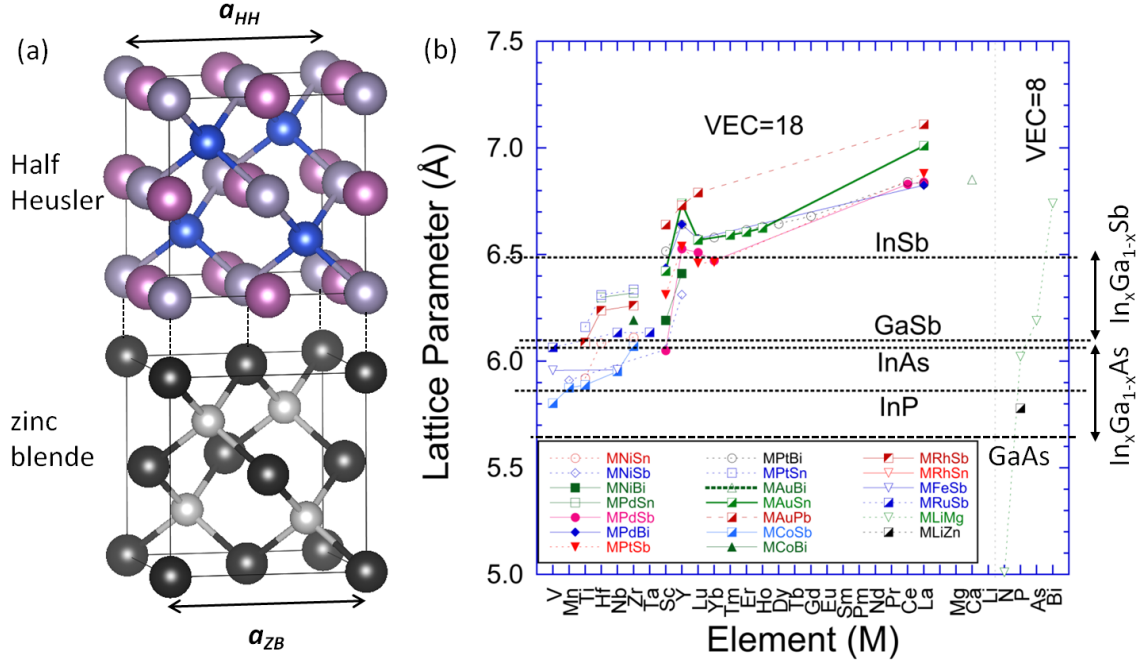 (a)
a_HH
Half
Heusler
zinc
blende
a_ZB
(b)
Lattice Parameter (Å)
7.5
7.0
6.5
6.0
5.5
5.0
VEC=18
VEC=8
InSb
GaSb
InAs
InP
GaAs
In_xGa_1-xSb
In_xGa_1-xAs
MNiSn
MNiSb
MNiBi
MPdSn
MPdSb
MPdBi
MPtSb
MPtBi
MPtSn
MAuBi
MAuSn
MAuPb
MCoSb
MCoBi
MRhSb
MRhSn
MFeSb
MRuSb
MLiMg
MLiZn
V Mn Ti Hf Nb Zr Ta Sc Y Lu Yb Tm Er Ho Dy Tb Gd Eu Sm Pm Nd Pr Ce La Mg Ca Li N P As Bi
Element (M)